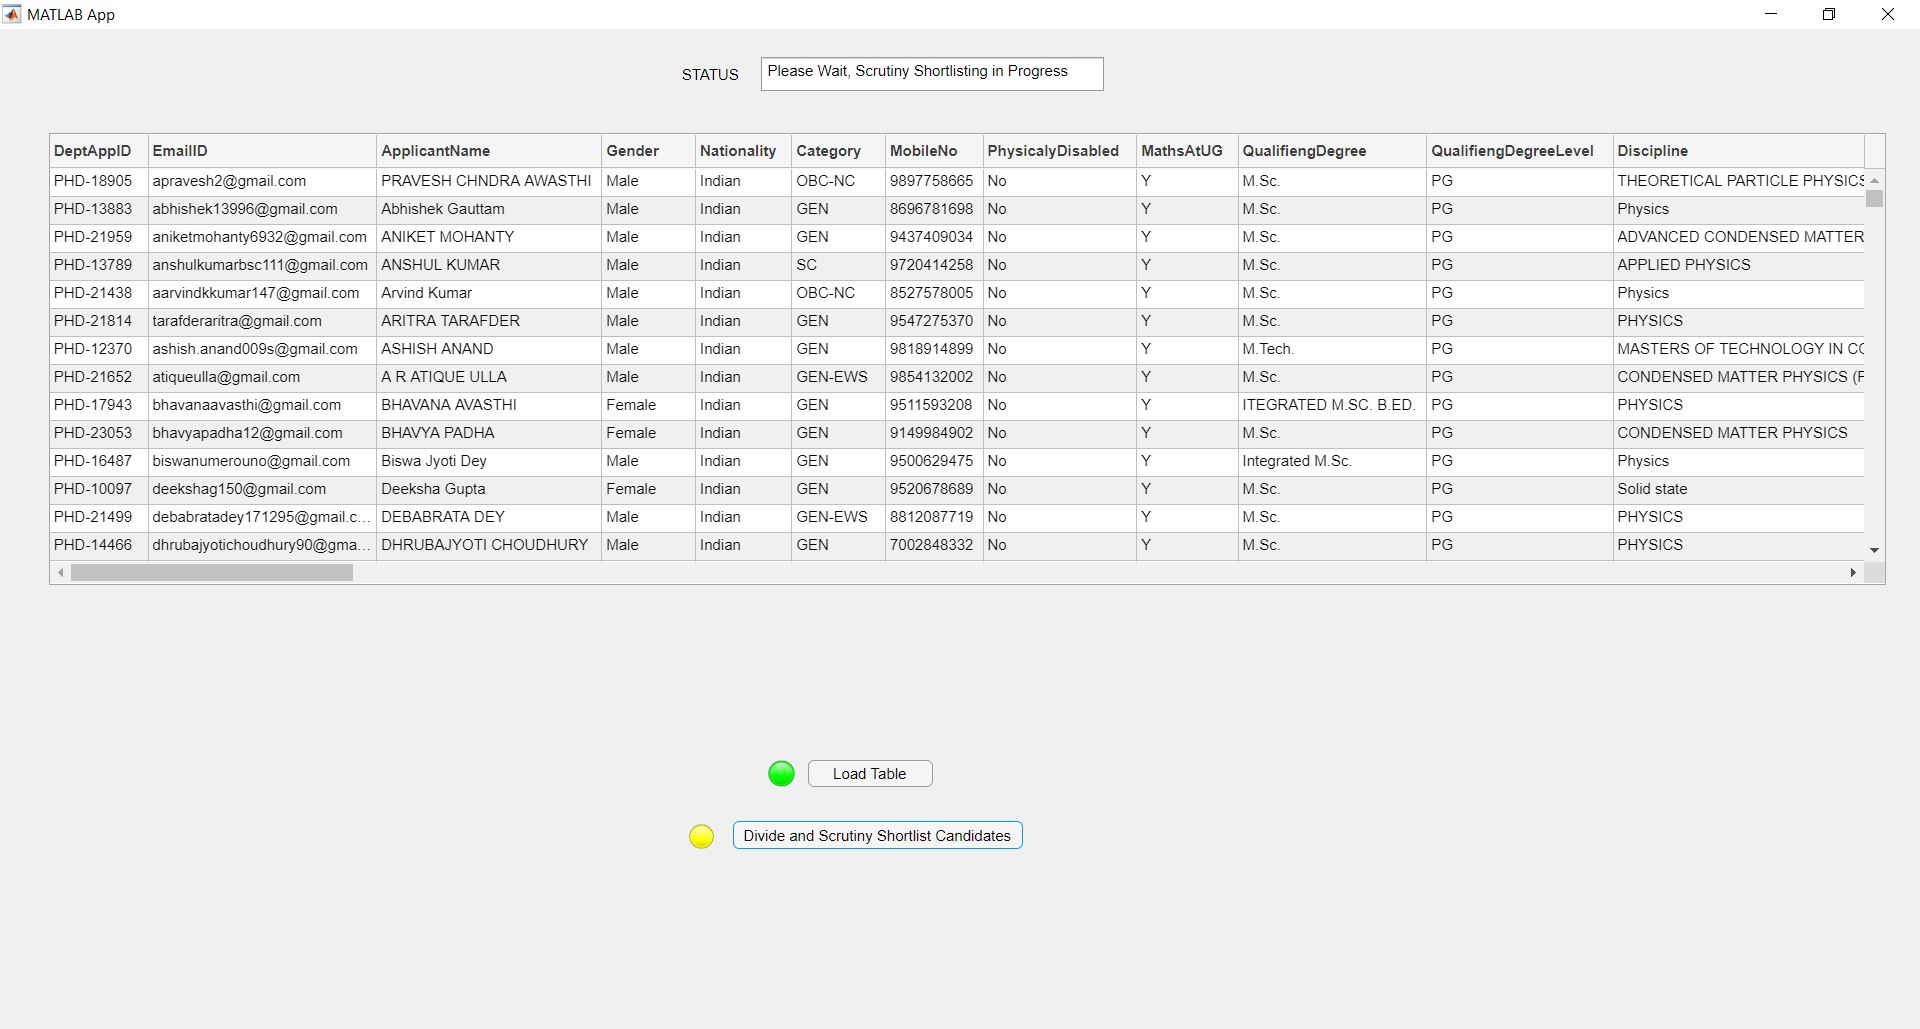 MATLAB App
STATUS Please Wait, Scrutiny Shortlisting in Progress
DeptAppID EmailID ApplicantName Gender Nationality Category MobileNo PhysicalyDisabled MathsAtUG QualifiengDegree QualifiengDegreeLevel Discipline
PHD-18905 apravesh2@gmail.com PRAVESH CHNDRA AWASTHI Male Indian OBC-NC 9897758665 No Y M.Sc. PG THEORETICAL PARTICLE PHYSICS
PHD-13883 abhishek13996@gmail.com Abhishek Gauttam Male Indian GEN 8696781698 No Y M.Sc. PG Physics
PHD-21959 aniketmohanty6932@gmail.com ANIKET MOHANTY Male Indian GEN 9437409034 No Y M.Sc. PG ADVANCED CONDENSED MATTER
PHD-13789 anshulkumarbsc111@gmail.com ANSHUL KUMAR Male Indian SC 9720414258 No Y M.Sc. PG APPLIED PHYSICS
PHD-21438 aarvindkkumar147@gmail.com Arvind Kumar Male Indian OBC-NC 8527578005 No Y M.Sc. PG Physics
PHD-21814 tarafderaritra@gmail.com ARITRA TARAFDER Male Indian GEN 9547275370 No Y M.Sc. PG PHYSICS
PHD-12370 ashish.anand009s@gmail.com ASHISH ANAND Male Indian GEN 9818914899 No Y M.Tech. PG MASTERS OF TECHNOLOGY IN CO
PHD-21652 atiqueulla@gmail.com A R ATIQUE ULLA Male Indian GEN-EWS 9854132002 No Y M.Sc. PG CONDENSED MATTER PHYSICS (F
PHD-17943 bhavanaavasthi@gmail.com BHAVANA AVASTHI Female Indian GEN 9511593208 No Y ITEGRATED M.SC. B.ED. PG PHYSICS
PHD-23053 bhavyapadha12@gmail.com BHAVYA PADHA Female Indian GEN 9149984902 No Y M.Sc. PG CONDENSED MATTER PHYSICS
PHD-16487 biswanumerouno@gmail.com Biswa Jyoti Dey Male Indian GEN 9500629475 No Y Integrated M.Sc. PG Physics
PHD-10097 deekshag150@gmail.com Deeksha Gupta Female Indian GEN 9520678689 No Y M.Sc. PG Solid state
PHD-21499 debabratadey171295@gmail.c... DEBABRATA DEY Male Indian GEN-EWS 8812087719 No Y M.Sc. PG PHYSICS
PHD-14466 dhrubajyotichoudhury90@gma... DHRUBAJYOTI CHOUDHURY Male Indian GEN 7002848332 No Y M.Sc. PG PHYSICS
Load Table
Divide and Scrutiny Shortlist Candidates